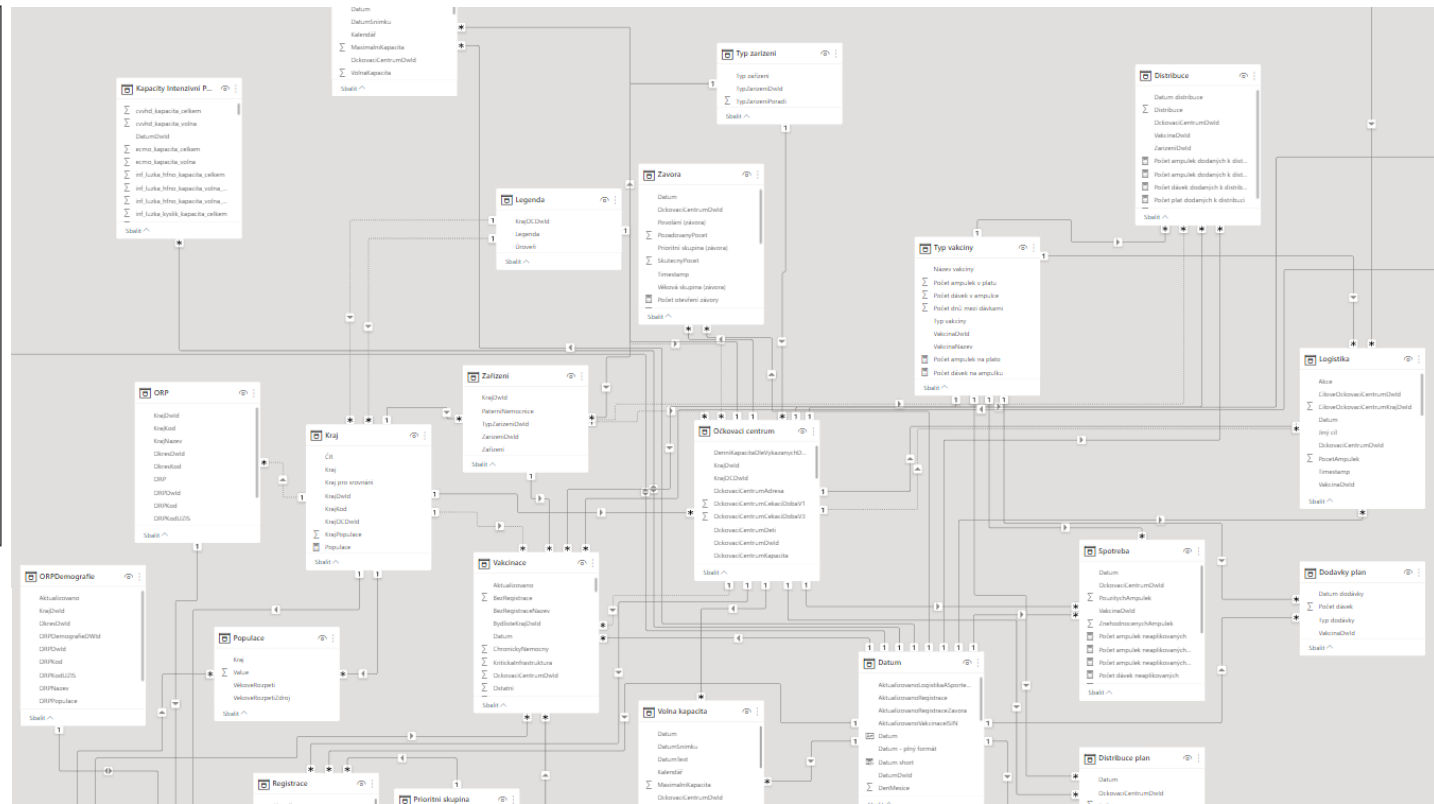 Datum
DatumSnimku
Kalendář
MaximalniKapacita
OckovaciCentrumDwId
VolnaKapacita
Sbalit
Kapacity Intenzivní P...
cvvhd_kapacita_celkem
cvvhd_kapacita_volna
DatumDwId
ecmo_kapacita_celkem
ecmo_kapacita_volna
inf_luzka_hfno_kapacita_celkem
inf_luzka_hfno_kapacita_volna_...
inf_luzka_hfno_kapacita_volna_...
inf_luzka_kyslik_kapacita_celkem
Sbalit
Typ zarizeni
Typ zařízení
TypZarizeniDwId
TypZarizeniPoradi
Sbalit
Distribuce
Datum distribuce
Distribuce
OckovaciCentrumDwId
VakcinaDwId
ZarizeniDwId
Počet ampulek dodaných k dist...
Počet ampulek dodaných k dist...
Počet dávek dodaných k distrib...
Počet plat dodaných k distribuci
Sbalit
Legenda
KrajOCDwId
Legenda
Úroveň
Sbalit
Zavora
Datum
OckovaciCentrumDwId
Povolání (závora)
PozadovanyPocet
Prioritní skupina (závora)
SkutecnyPocet
Timestamp
Věková skupina (závora)
Počet otevření závory
Sbalit
Typ vakciny
Název vakcíny
Počet ampulek v platu
Počet dávek v ampulce
Počet dnů mezi dávkami
Typ vakcíny
VakcinaDwId
VakcinaNazev
Počet ampulek na plato
Počet dávek na ampulku
Sbalit
Logistika
Akce
CiloveOckovaciCentrumDwId
CiloveOckovaciCentrumKrajDwId
Datum
Jiný cíl
OckovaciCentrumDwId
PocetAmpulek
Timestamp
VakcinaDwId
Sbalit
ORP
KrajDwId
KrajKod
KrajNazev
OkresDwId
OkresKod
ORP
ORPDwId
ORPKod
ORPKodUZIS
Sbalit
Kraj
ČR
Kraj
Kraj pro srovnání
KrajDwId
KrajKod
KrajOCDwId
KrajPopulace
Populace
Sbalit
Zařízení
KrajDwId
PaterniNemocnice
TypZarizeniDwId
ZarizeniDwId
Zařízení
Sbalit
Očkovací centrum
DenniKapacitaDleVykazanychO...
KrajDwId
KrajOCDwId
OckovaciCentrumAdresa
OckovaciCentrumCekaciDobaV1
OckovaciCentrumCekaciDobaV3
OckovaciCentrumDeti
OckovaciCentrumDwId
OckovaciCentrumKapacita
Sbalit
ORPDemografie
Aktualizovano
KrajDwId
OkresDwId
ORPDemografieDWId
ORPDwId
ORPKod
ORPKodUZIS
ORPNazev
ORPPopulace
Sbalit
Populace
Kraj
Value
VekoveRozpeti
VekoveRozpetiZdroj
Sbalit
Vakcinace
Aktualizovano
BezRegistrace
BezRegistraceNazev
BydlisteKrajDwId
Datum
ChronickyNemocny
KritickaInfrastruktura
OckovaciCentrumDwId
Ostatni
Sbalit
Spotreba
Datum
OckovaciCentrumDwId
PouzitychAmpulek
VakcinaDwId
ZnehodnocenychAmpulek
Počet ampulek neaplikovaných
Počet ampulek neaplikovaných...
Počet ampulek neaplikovaných...
Počet dávek neaplikovaných
Sbalit
Dodavky plan
Datum dodávky
Počet dávek
Typ dodávky
VakcinaDwId
Sbalit
Datum
AktualizovanoLogistikaASpotre...
AktualizovanoRegistrace
AktualizovanoRegistraceZavora
AktualizovanoVakcinaceISIN
Datum
Datum - plný formát
Datum short
DatumDwId
DenMesice
Volna kapacita
Datum
DatumSnimku
DatumText
Kalendář
MaximalniKapacita
OckovaciCentrumDwId
Distribuce plan
Datum
OckovaciCentrumDwId
Registrace
Prioritní skupina